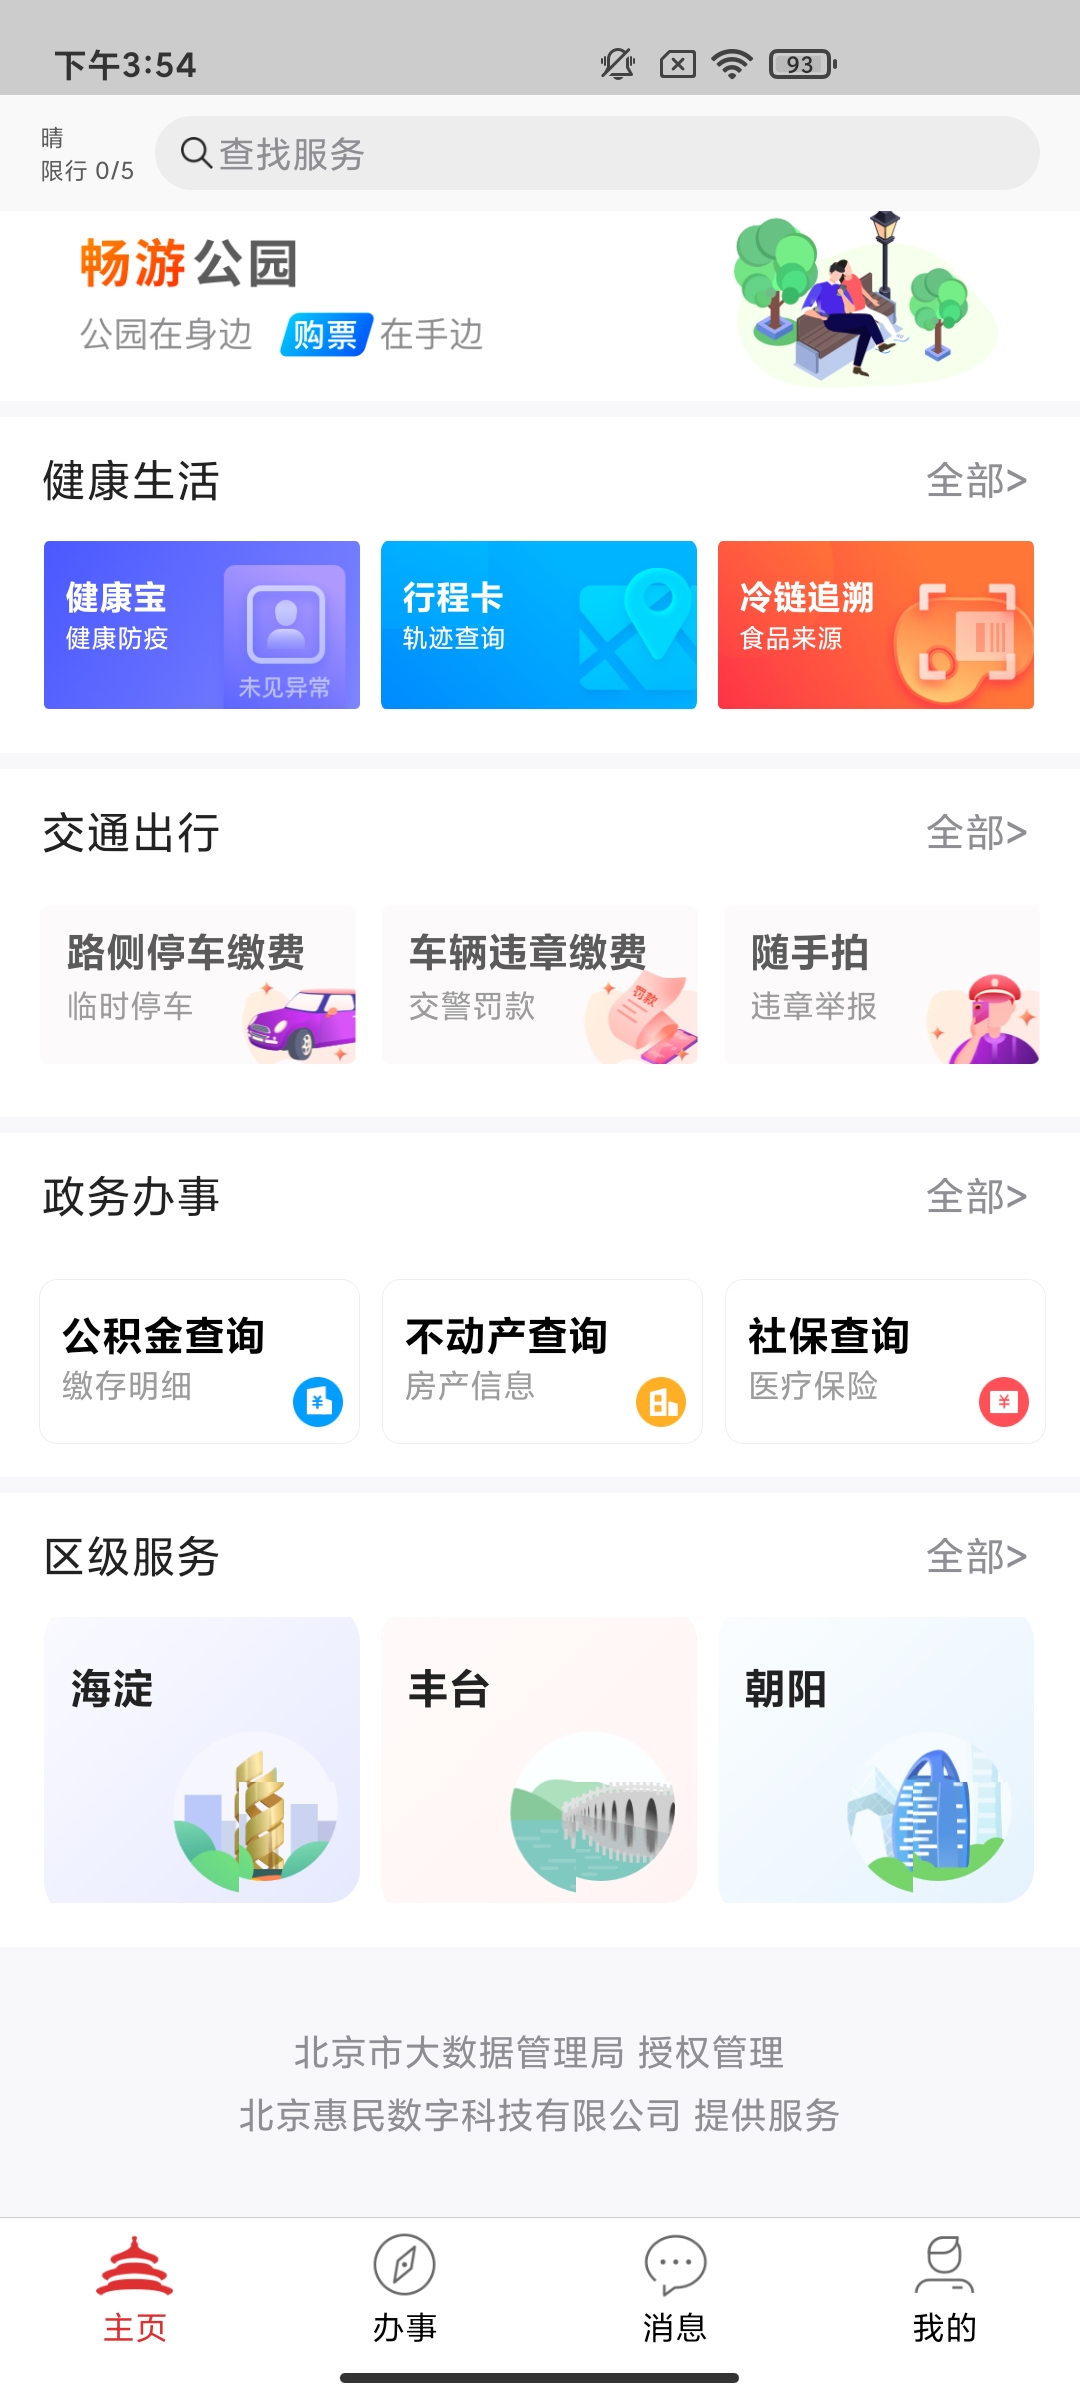 下午3:54
93
晴
限行 0/5
查找服务
畅游公园
公园在身边 购票 在手边
健康生活
全部>
健康宝
健康防疫
未见异常
行程卡
轨迹查询
冷链追溯
食品来源
交通出行
全部>
路侧停车缴费
临时停车
车辆违章缴费
交警罚款
罚款
随手拍
违章举报
政务办事
全部>
公积金查询
缴存明细
¥
不动产查询
房产信息
社保查询
医疗保险
¥
区级服务
全部>
海淀
丰台
朝阳
北京市大数据管理局 授权管理
北京惠民数字科技有限公司 提供服务
主页
办事
消息
我的